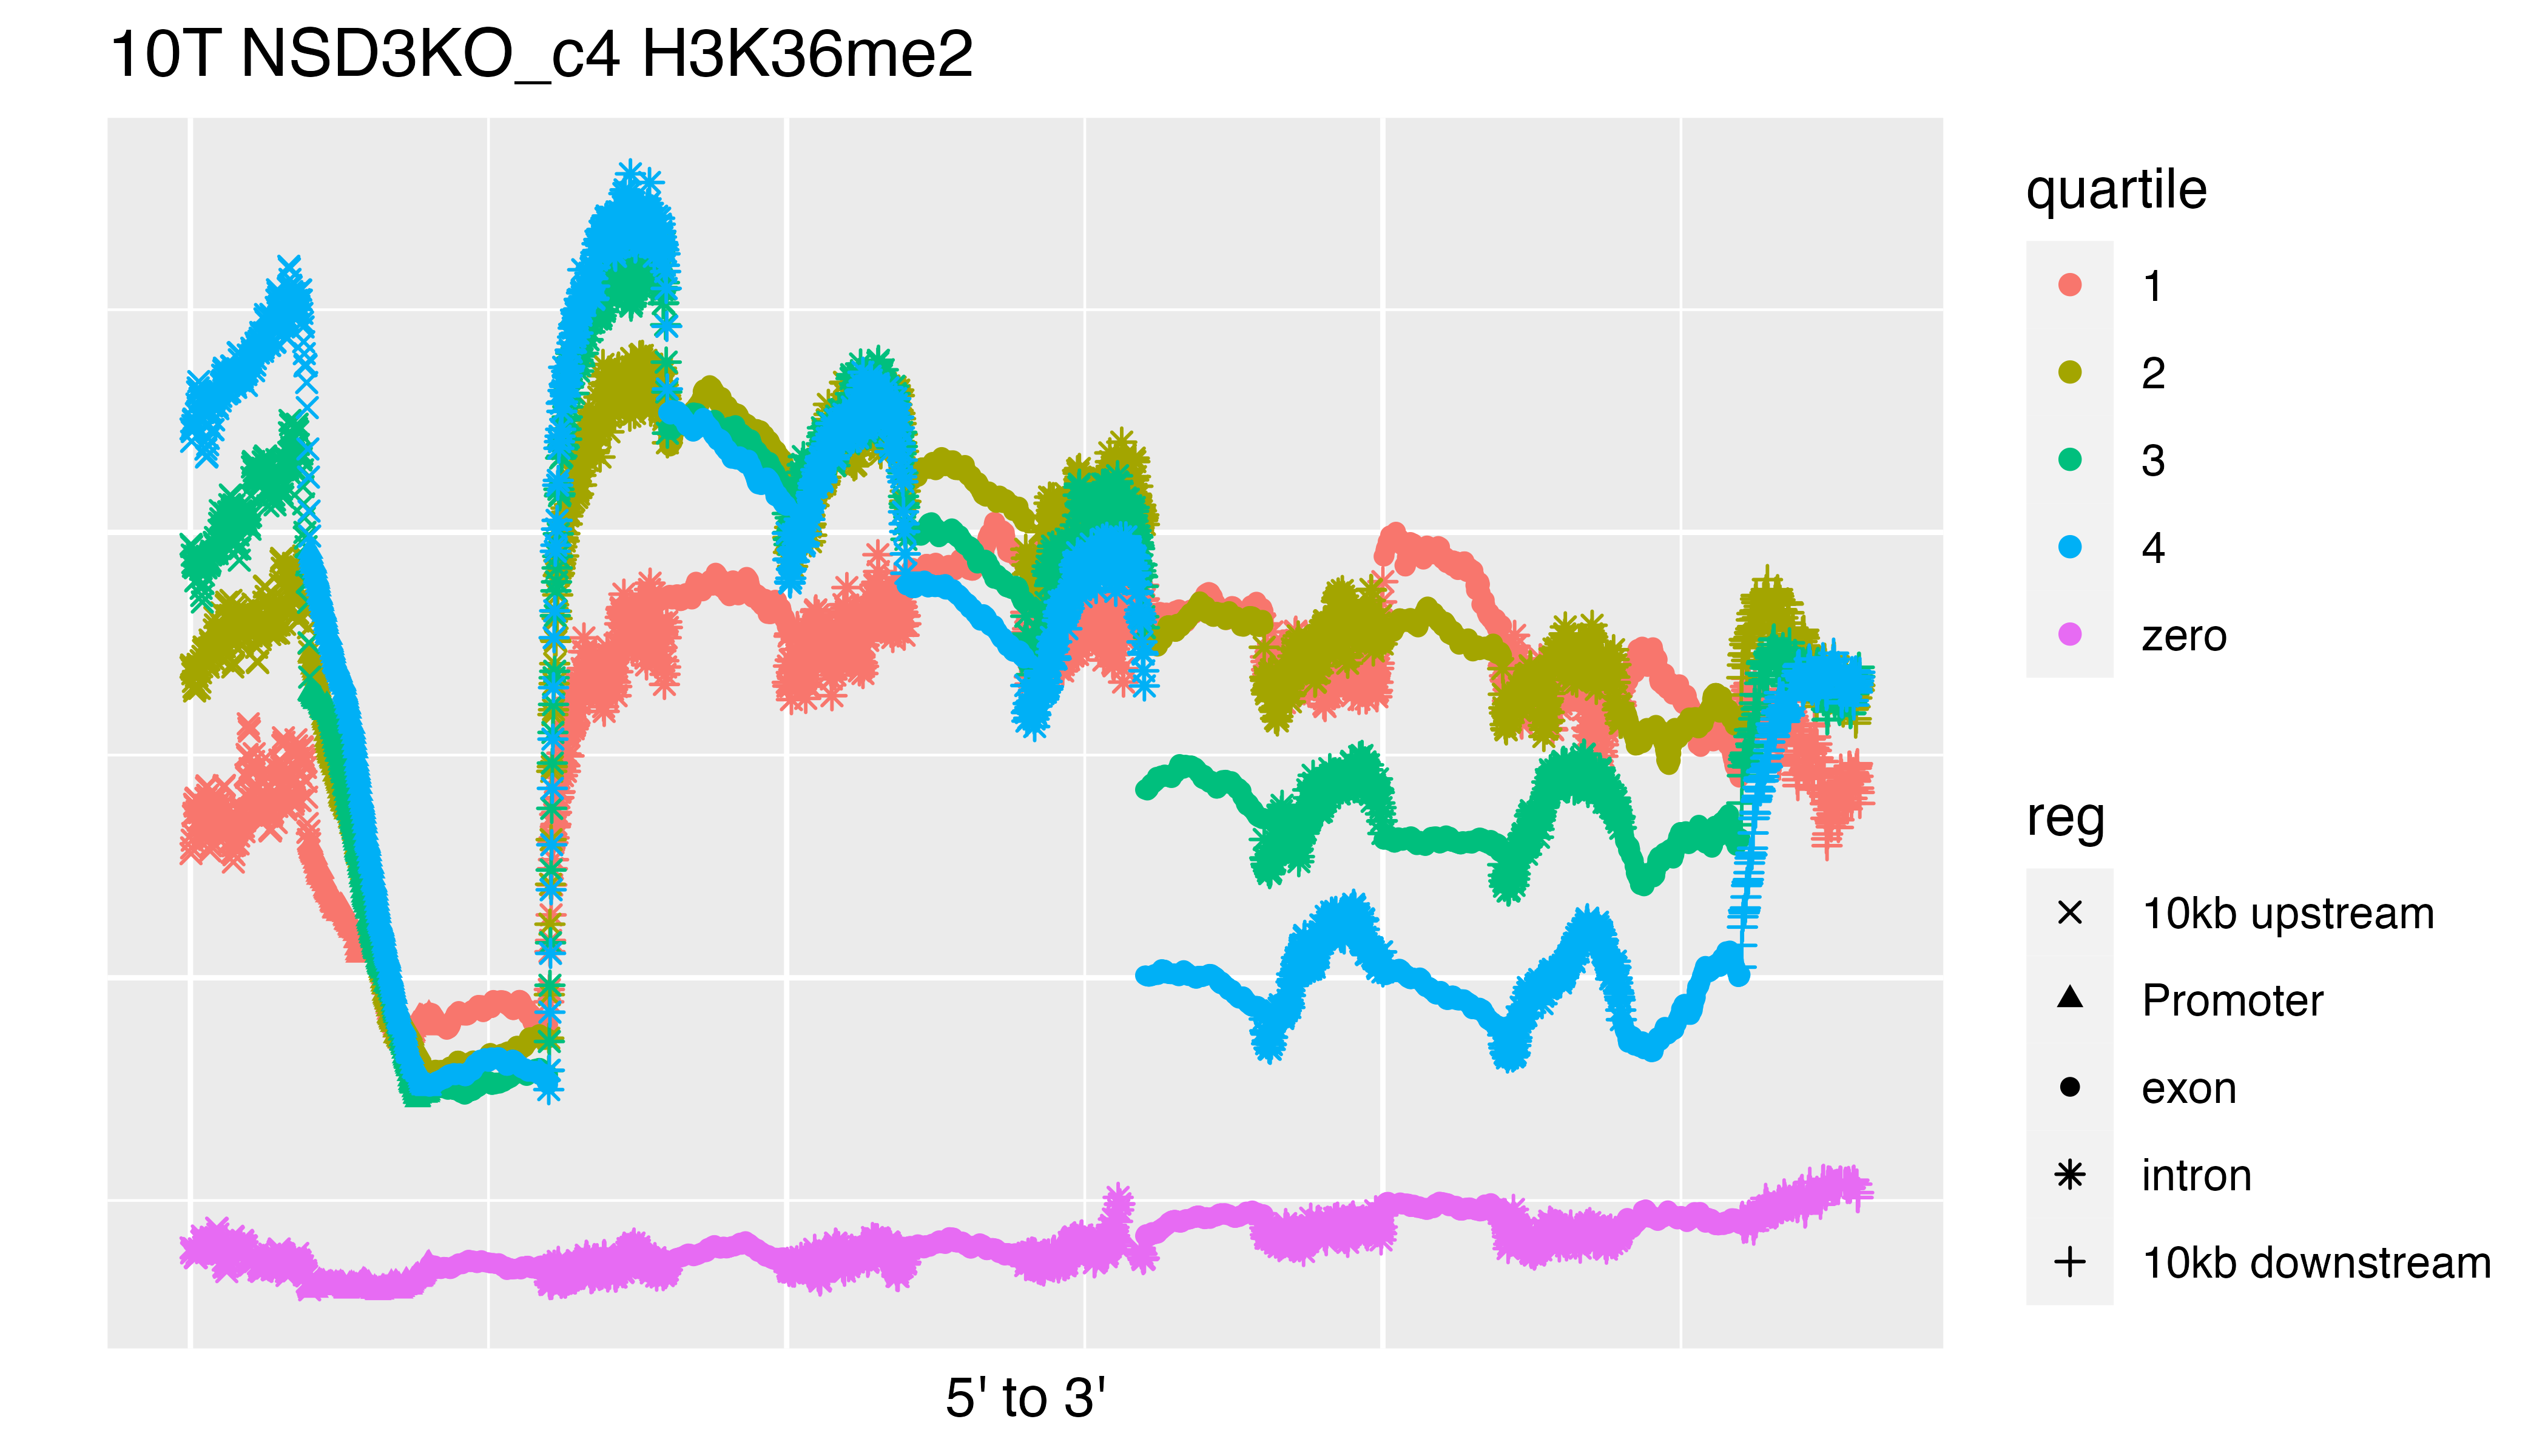 10T NSD3KO_c4 H3K36me2
quartile
1
2
3
4
zero
reg
10kb upstream
Promoter
exon
intron
10kb downstream
5' to 3'